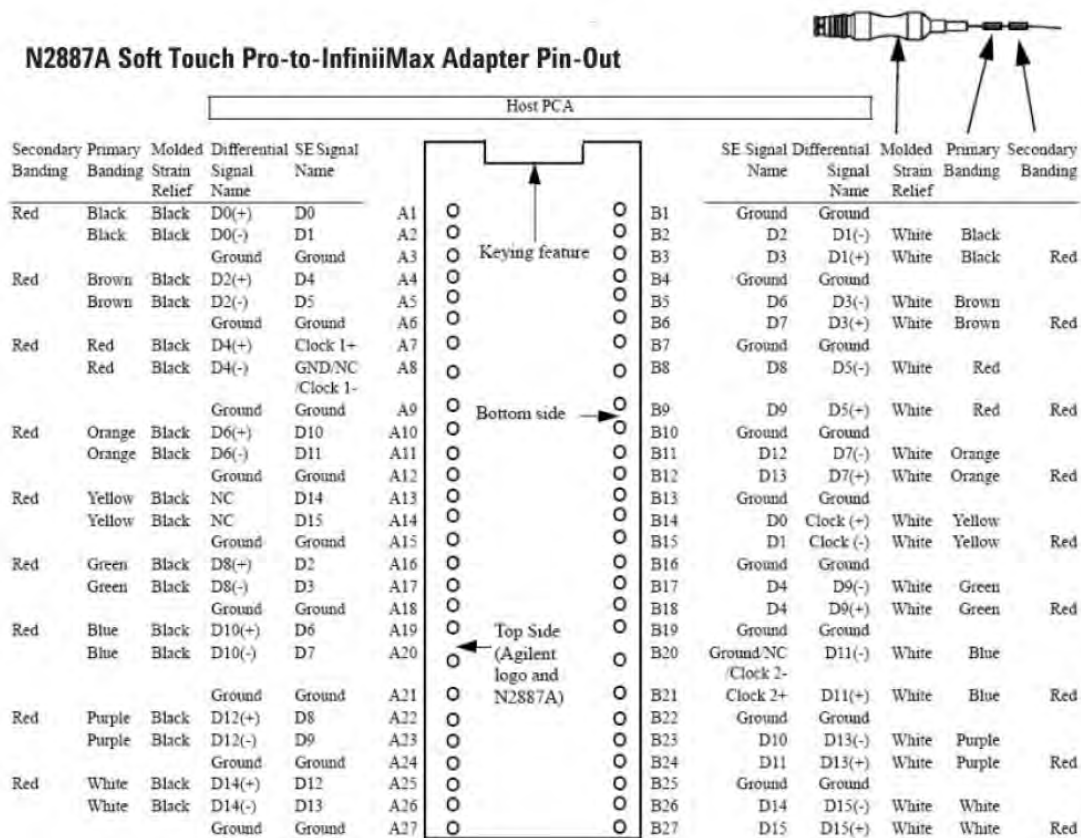 N2887A Soft Touch Pro-to-InfiniiMax Adapter Pin-Out
Host PCA
Secondary Primary Molded Differential SE Signal SE Signal Differential Molded Primary Secondary
Banding Banding Strain Signal Name Name Signal Strain Banding Banding
Relief Name Name Relief
Red Black Black D0(+) D0 A1 B1 Ground Ground
Black Black D0(-) D1 A2 B2 D2 D1(-) White Black
Ground Ground A3 Keying feature B3 D3 D1(+) White Black Red
Red Brown Black D2(+) D4 A4 B4 Ground Ground
Brown Black D2(-) D5 A5 B5 D6 D3(-) White Brown
Ground Ground A6 B6 D7 D3(+) White Brown Red
Red Red Black D4(+) Clock 1+ A7 B7 Ground Ground
Red Black D4(-) GND/NC A8 B8 D8 D5(-) White Red
/Clock 1-
Ground Ground A9 Bottom side B9 D9 D5(+) White Red Red
Red Orange Black D6(+) D10 A10 B10 Ground Ground
Orange Black D6(-) D11 A11 B11 D12 D7(-) White Orange
Ground Ground A12 B12 D13 D7(+) White Orange Red
Red Yellow Black NC D14 A13 B13 Ground Ground
Yellow Black NC D15 A14 B14 D0 Clock (+) White Yellow
Ground Ground A15 B15 D1 Clock (-) White Yellow Red
Red Green Black D8(+) D2 A16 B16 Ground Ground
Green Black D8(-) D3 A17 B17 D4 D9(-) White Green
Ground Ground A18 B18 D4 D9(+) White Green Red
Red Blue Black D10(+) D6 A19 Top Side B19 Ground Ground
Blue Black D10(-) D7 A20 (Agilent B20 Ground/NC D11(-) White Blue
logo and /Clock 2-
Ground Ground A21 N2887A) B21 Clock 2+ D11(+) White Blue Red
Red Purple Black D12(+) D8 A22 B22 Ground Ground
Purple Black D12(-) D9 A23 B23 D10 D13(-) White Purple
Ground Ground A24 B24 D11 D13(+) White Purple Red
Red White Black D14(+) D12 A25 B25 Ground Ground
White Black D14(-) D13 A26 B26 D14 D15(-) White White
Ground Ground A27 B27 D15 D15(+) White White Red